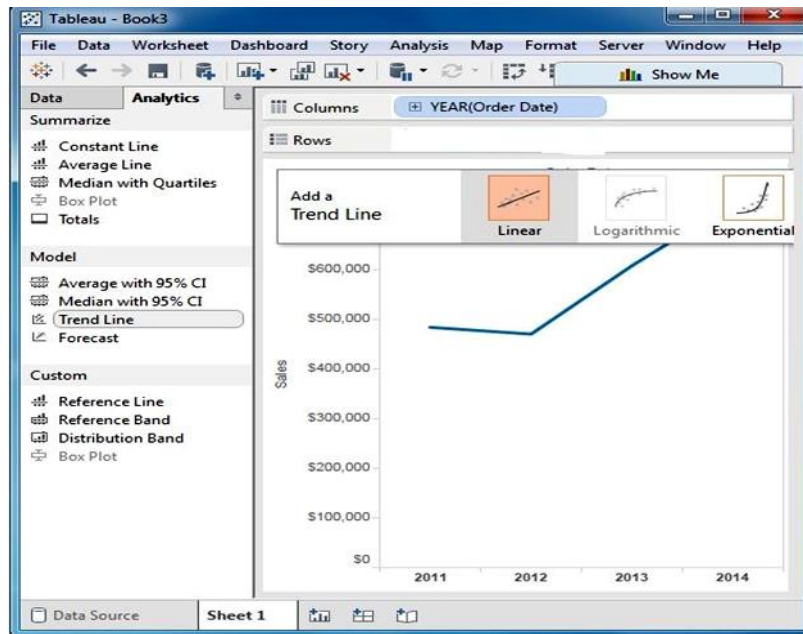 Tableau - Book3
File Data Worksheet Dashboard Story Analysis Map Format Server Window Help
Show Me
Data Analytics
Columns YEAR(Order Date)
Rows
Summarize
Constant Line
Average Line
Median with Quartiles
Box Plot
Totals
Model
Average with 95% CI
Median with 95% CI
Trend Line
Forecast
Custom
Reference Line
Reference Band
Distribution Band
Box Plot
Add a
Trend Line
Linear Logarithmic Exponential
Sales
$600,000
$500,000
$400,000
$300,000
$200,000
$100,000
$0
2011 2012 2013 2014
Data Source Sheet 1